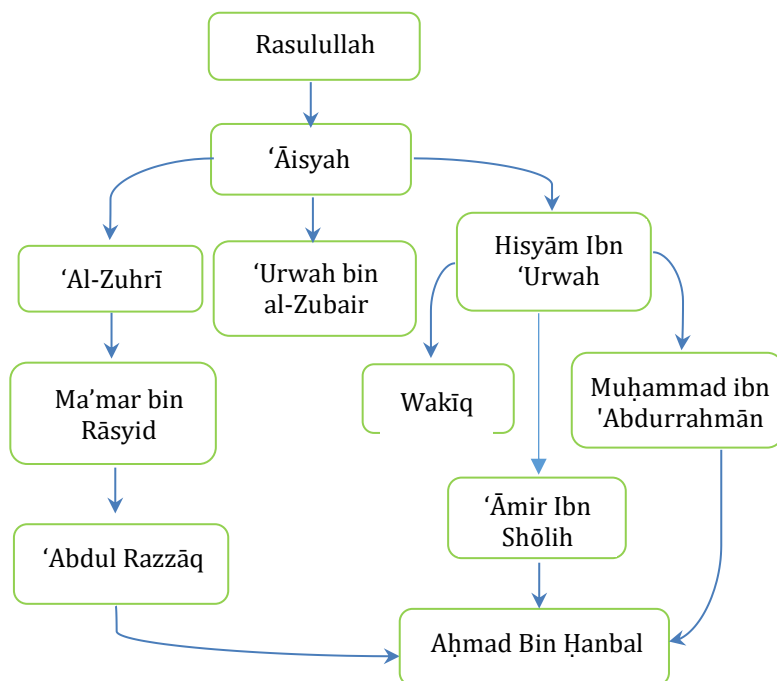 Rasulullah
‘Āisyah
‘Al-Zuhrī
‘Urwah bin
al-Zubair
Hisyām Ibn
‘Urwah
Ma’mar bin
Rāsyid
Wakīq
Muḥammad ibn
'Abdurrahmān
‘Abdul Razzāq
‘Āmir Ibn
Shōlih
Aḥmad Bin Ḥanbal